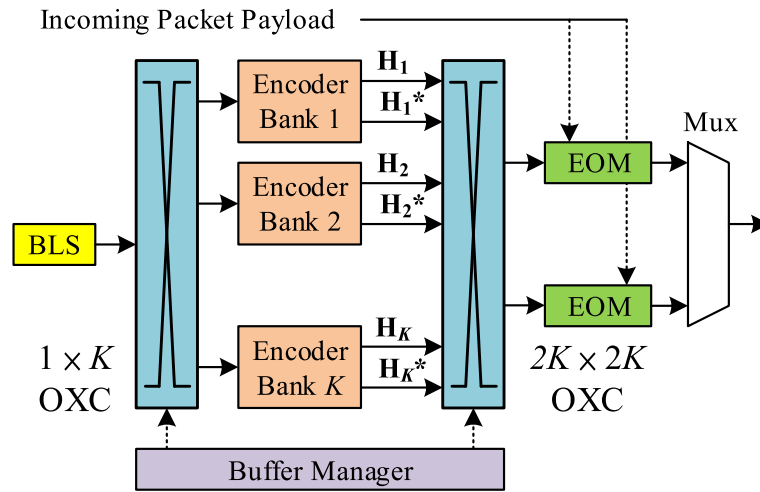 Incoming Packet Payload
H1
Encoder
Bank 1
H1*
Mux
H2
EOM
Encoder
Bank 2
H2*
BLS
EOM
HK
1 × K
OXC
Encoder
Bank K
HK*
2K × 2K
OXC
Buffer Manager